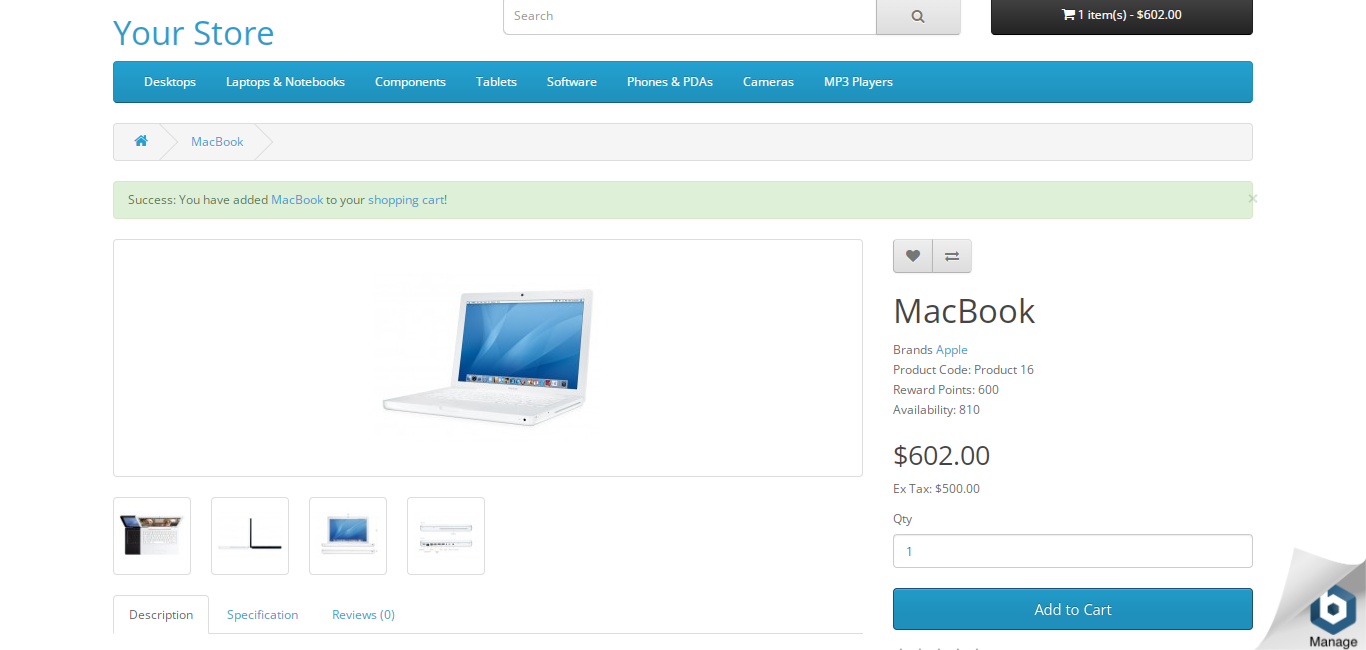 Your Store
Search
1 item(s) - $602.00
Desktops
Laptops & Notebooks
Components
Tablets
Software
Phones & PDAs
Cameras
MP3 Players
MacBook
Success: You have added MacBook to your shopping cart!
×
MacBook
Brands Apple
Product Code: Product 16
Reward Points: 600
Availability: 810
$602.00
Ex Tax: $500.00
Qty
1
Add to Cart
Description
Specification
Reviews (0)
Manage